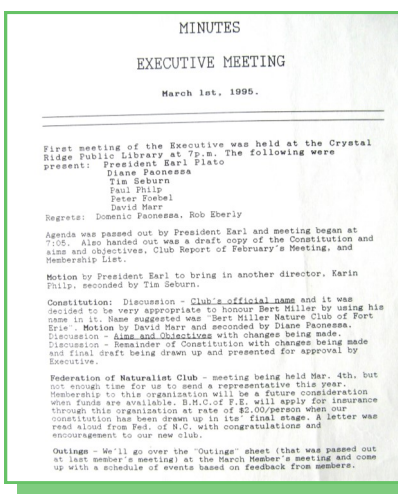 MINUTES
EXECUTIVE MEETING
March 1st, 1995.
First meeting of the Executive was held at the Crystal
Ridge Public Library at 7p.m. The following were
present: President Earl Plato
Diane Paonessa
Tim Seburn
Paul Philp
Peter Foebel
David Marr
Regrets: Domenic Paonessa, Rob Eberly
Agenda was passed out by President Earl and meeting began at
7:05. Also handed out was a draft copy of the Constitution and
aims and objectives, Club Report of February's Meeting, and
Membership List.
Motion by President Earl to bring in another director, Karin
Philp, seconded by Tim Seburn.
Constitution: Discussion - Club's official name and it was
decided to be very appropriate to honour Bert Miller by using his
name in it. Name suggested was "Bert Miller Nature Club of Fort
Erie". Motion by David Marr and seconded by Diane Paonessa.
Discussion - Aims and Objectives with changes being made.
Discussion - Remainder of Constitution with changes being made
and final draft being drawn up and presented for approval by
Executive.
Federation of Naturalist Club - meeting being held Mar. 4th, but
not enough time for us to send a representative this year.
Membership to this organization will be a future consideration
when funds are available. B.M.C.of F.E. will apply for insurance
through this organization at rate of $2.00/person when our
constitution has been drawn up in its' final stage. A letter was
read aloud from Fed. of N.C. with congratulations and
encouragement to our new club.
Outings - We'll go over the "Outings" sheet (that was passed out
at last member's meeting) at the March Member's meeting and come
up with a schedule of events based on feedback from members.